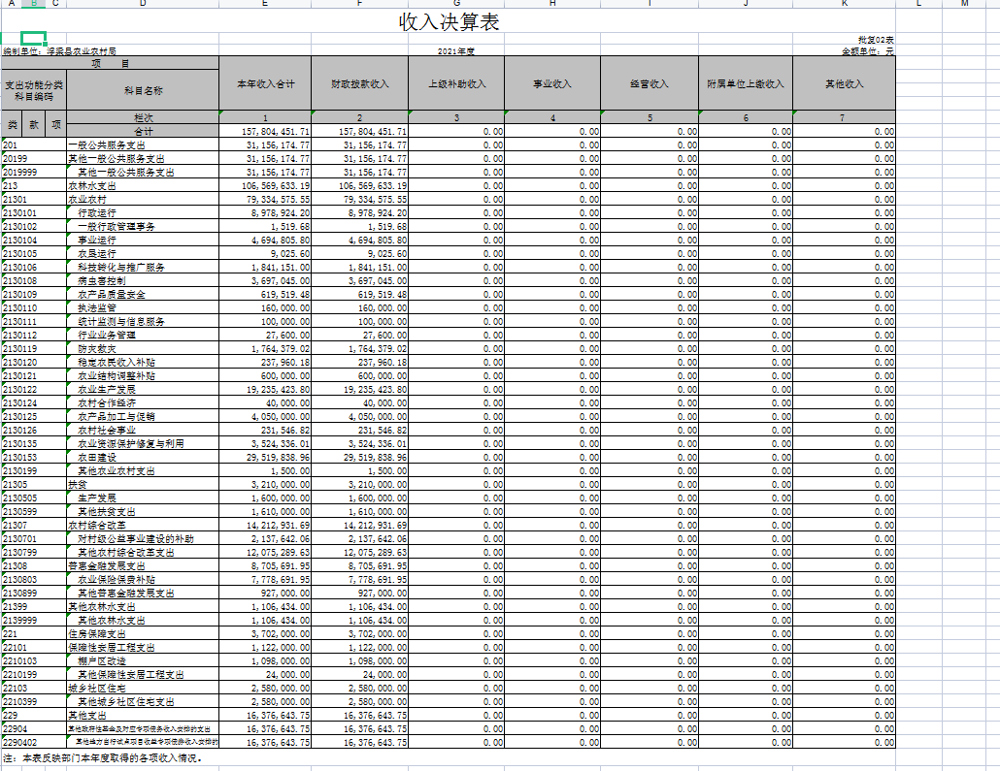 A B C D E F G H I J K L M
收入决算表
批复02表
编制单位：浮梁县农业农村局 2021年度 金额单位：元
项 目 本年收入合计 财政拨款收入 上级补助收入 事业收入 经营收入 附属单位上缴收入 其他收入
支出功能分类科目编码 科目名称
类 款 项 栏次 1 2 3 4 5 6 7
合计 157,804,451.71 157,804,451.71 0.00 0.00 0.00 0.00 0.00
201 一般公共服务支出 31,156,174.77 31,156,174.77 0.00 0.00 0.00 0.00 0.00
20199 其他一般公共服务支出 31,156,174.77 31,156,174.77 0.00 0.00 0.00 0.00 0.00
2019999 其他一般公共服务支出 31,156,174.77 31,156,174.77 0.00 0.00 0.00 0.00 0.00
213 农林水支出 106,569,633.19 106,569,633.19 0.00 0.00 0.00 0.00 0.00
21301 农业农村 79,334,575.55 79,334,575.55 0.00 0.00 0.00 0.00 0.00
2130101 行政运行 8,978,924.20 8,978,924.20 0.00 0.00 0.00 0.00 0.00
2130102 一般行政管理事务 1,519.68 1,519.68 0.00 0.00 0.00 0.00 0.00
2130104 事业运行 4,694,805.80 4,694,805.80 0.00 0.00 0.00 0.00 0.00
2130105 农垦运行 9,025.60 9,025.60 0.00 0.00 0.00 0.00 0.00
2130106 科技转化与推广服务 1,841,151.00 1,841,151.00 0.00 0.00 0.00 0.00 0.00
2130108 病虫害控制 3,697,045.00 3,697,045.00 0.00 0.00 0.00 0.00 0.00
2130109 农产品质量安全 619,519.48 619,519.48 0.00 0.00 0.00 0.00 0.00
2130110 执法监管 160,000.00 160,000.00 0.00 0.00 0.00 0.00 0.00
2130111 统计监测与信息服务 100,000.00 100,000.00 0.00 0.00 0.00 0.00 0.00
2130112 行业业务管理 27,600.00 27,600.00 0.00 0.00 0.00 0.00 0.00
2130119 防灾救灾 1,764,379.02 1,764,379.02 0.00 0.00 0.00 0.00 0.00
2130120 稳定农民收入补贴 237,960.18 237,960.18 0.00 0.00 0.00 0.00 0.00
2130121 农业结构调整补贴 600,000.00 600,000.00 0.00 0.00 0.00 0.00 0.00
2130122 农业生产发展 19,235,423.80 19,235,423.80 0.00 0.00 0.00 0.00 0.00
2130124 农村合作经济 40,000.00 40,000.00 0.00 0.00 0.00 0.00 0.00
2130125 农产品加工与促销 4,050,000.00 4,050,000.00 0.00 0.00 0.00 0.00 0.00
2130126 农村社会事业 231,546.82 231,546.82 0.00 0.00 0.00 0.00 0.00
2130135 农业资源保护修复与利用 3,524,336.01 3,524,336.01 0.00 0.00 0.00 0.00 0.00
2130153 农田建设 29,519,838.96 29,519,838.96 0.00 0.00 0.00 0.00 0.00
2130199 其他农业农村支出 1,500.00 1,500.00 0.00 0.00 0.00 0.00 0.00
21305 扶贫 3,210,000.00 3,210,000.00 0.00 0.00 0.00 0.00 0.00
2130505 生产发展 1,600,000.00 1,600,000.00 0.00 0.00 0.00 0.00 0.00
2130599 其他扶贫支出 1,610,000.00 1,610,000.00 0.00 0.00 0.00 0.00 0.00
21307 农村综合改革 14,212,931.69 14,212,931.69 0.00 0.00 0.00 0.00 0.00
2130701 对村级公益事业建设的补助 2,137,642.06 2,137,642.06 0.00 0.00 0.00 0.00 0.00
2130799 其他农村综合改革支出 12,075,289.63 12,075,289.63 0.00 0.00 0.00 0.00 0.00
21308 普惠金融发展支出 8,705,691.95 8,705,691.95 0.00 0.00 0.00 0.00 0.00
2130803 农业保险保费补贴 7,778,691.95 7,778,691.95 0.00 0.00 0.00 0.00 0.00
2130899 其他普惠金融发展支出 927,000.00 927,000.00 0.00 0.00 0.00 0.00 0.00
21399 其他农林水支出 1,106,434.00 1,106,434.00 0.00 0.00 0.00 0.00 0.00
2139999 其他农林水支出 1,106,434.00 1,106,434.00 0.00 0.00 0.00 0.00 0.00
221 住房保障支出 3,702,000.00 3,702,000.00 0.00 0.00 0.00 0.00 0.00
22101 保障性安居工程支出 1,122,000.00 1,122,000.00 0.00 0.00 0.00 0.00 0.00
2210103 棚户区改造 1,098,000.00 1,098,000.00 0.00 0.00 0.00 0.00 0.00
2210199 其他保障性安居工程支出 24,000.00 24,000.00 0.00 0.00 0.00 0.00 0.00
22103 城乡社区住宅 2,580,000.00 2,580,000.00 0.00 0.00 0.00 0.00 0.00
2210399 其他城乡社区住宅支出 2,580,000.00 2,580,000.00 0.00 0.00 0.00 0.00 0.00
229 其他支出 16,376,643.75 16,376,643.75 0.00 0.00 0.00 0.00 0.00
22904 其他政府性基金及对应专项债务收入安排的支出 16,376,643.75 16,376,643.75 0.00 0.00 0.00 0.00 0.00
2290402 其他地方自行试点项目收益专项债券收入安排的 16,376,643.75 16,376,643.75 0.00 0.00 0.00 0.00 0.00
注：本表反映部门本年度取得的各项收入情况。